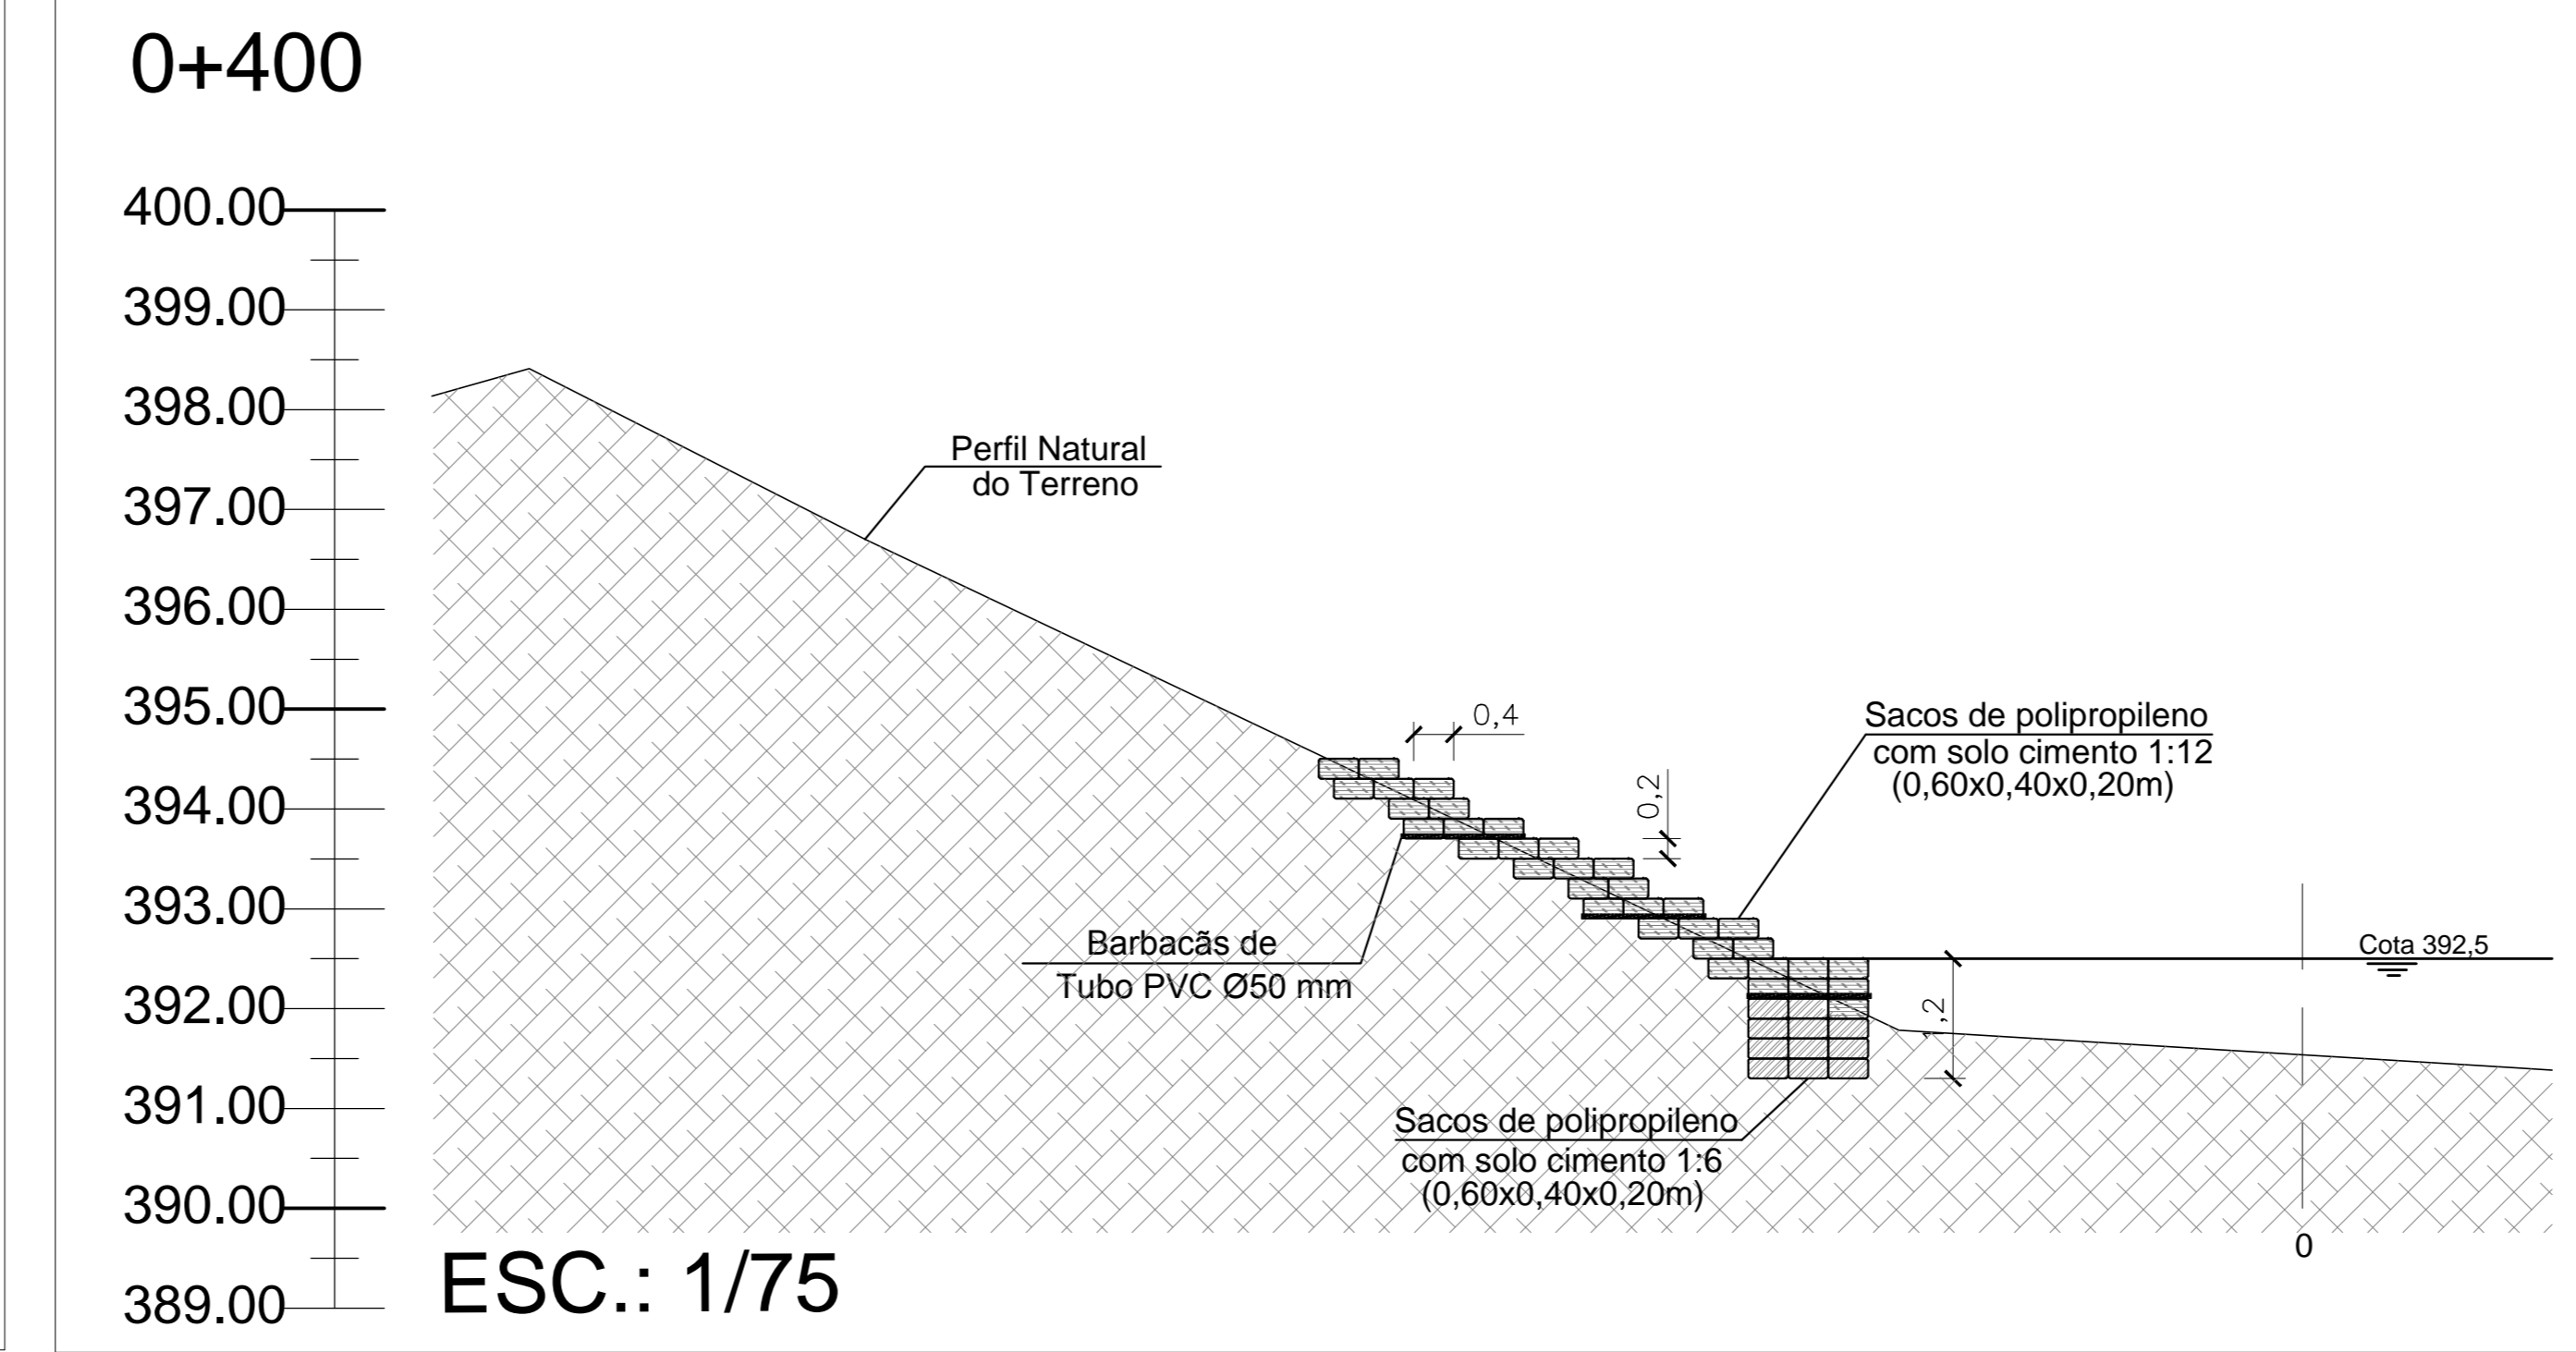 0+400
400.00
399.00
398.00
397.00
396.00
395.00
394.00
393.00
392.00
391.00
390.00
389.00
Perfil Natural
do Terreno
0,4
0,2
Sacos de polipropileno
com solo cimento 1:12
(0,60x0,40x0,20m)
Barbacãs de
Tubo PVC Ø50 mm
Cota 392,5
1,2
Sacos de polipropileno
com solo cimento 1:6
(0,60x0,40x0,20m)
0
ESC.: 1/75